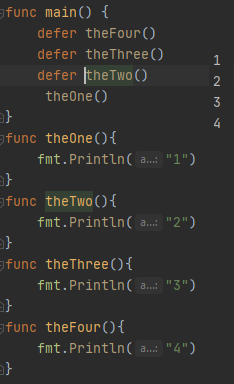 func main() {
defer theFour()
defer theThree()
defer theTwo()
theOne()
}
func theOne(){
fmt.Println( a...: "1")
}
func theTwo(){
fmt.Println( a...: "2")
}
func theThree(){
fmt.Println( a...: "3")
}
func theFour(){
fmt.Println( a...: "4")
}
1
2
3
4